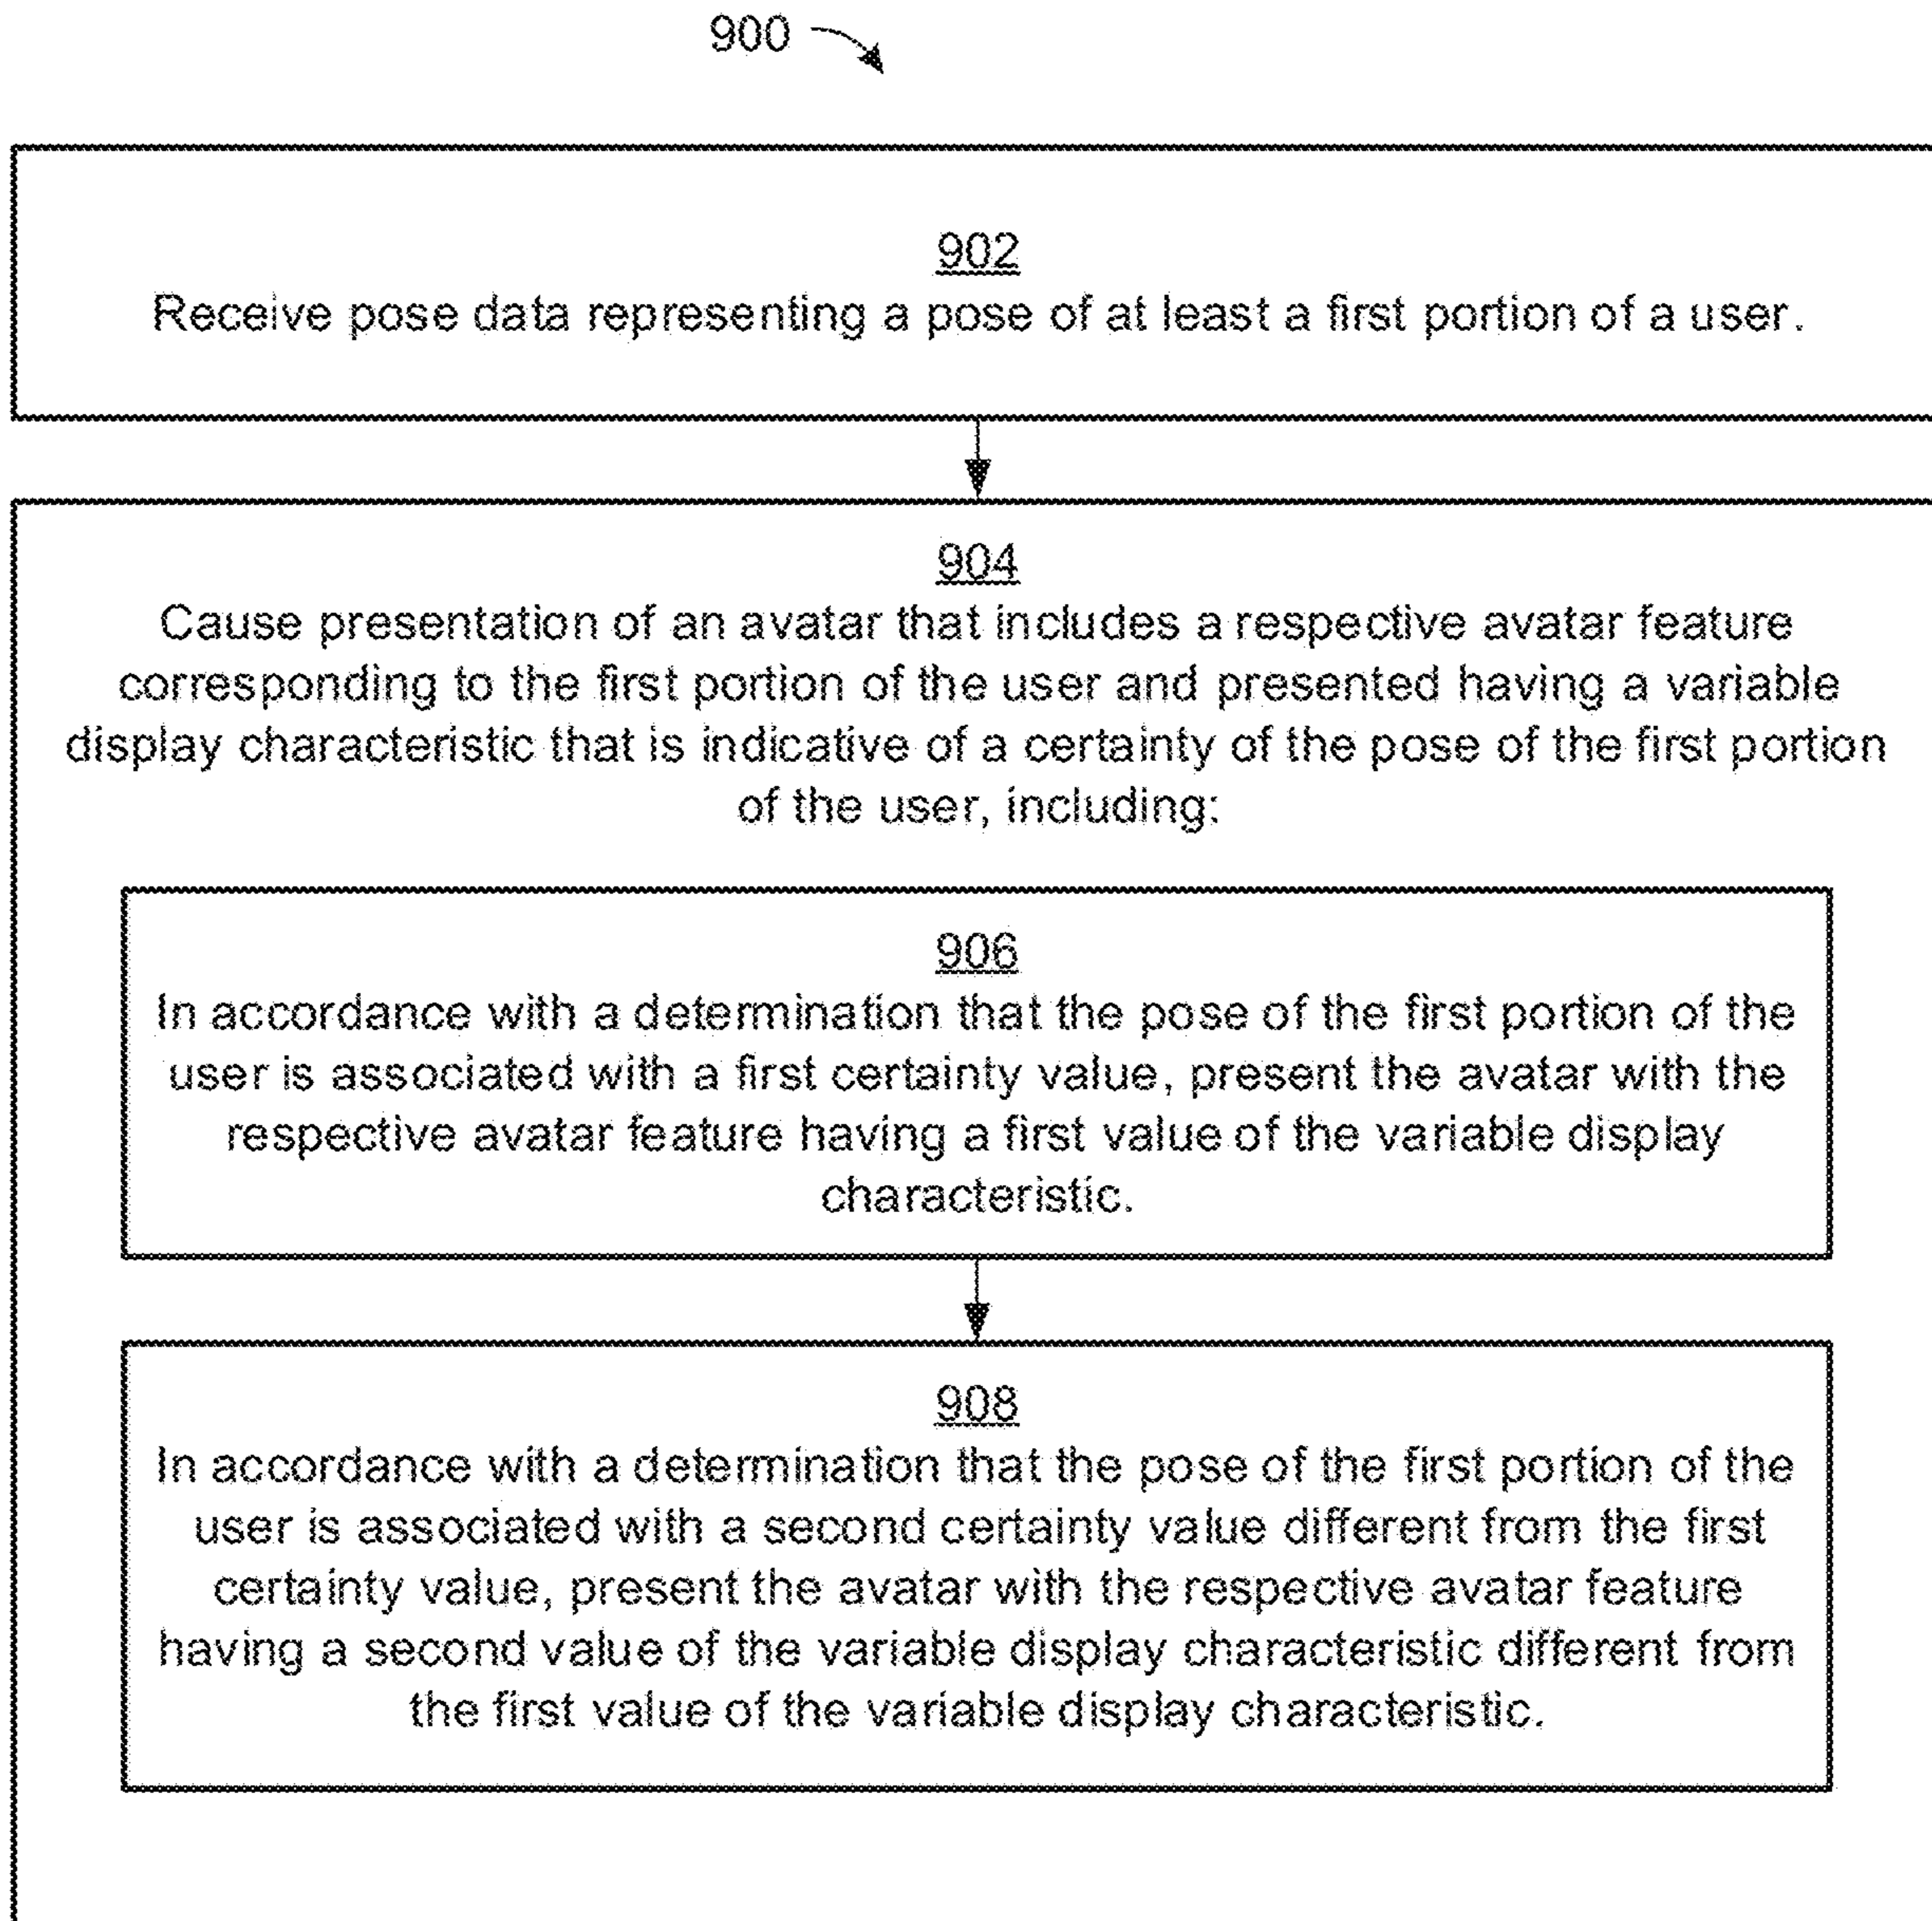 900
902
Receive pose data representing a pose of at least a first portion of a user.
904
Cause presentation of an avatar that includes a respective avatar feature
corresponding to the first portion of the user and presented having a variable
display characteristic that is indicative of a certainty of the pose of the first portion
of the user, including:
906
In accordance with a determination that the pose of the first portion of the
user is associated with a first certainty value, present the avatar with the
respective avatar feature having a first value of the variable display
characteristic.
908
In accordance with a determination that the pose of the first portion of the
user is associated with a second certainty value different from the first
certainty value, present the avatar with the respective avatar feature
having a second value of the variable display characteristic different from
the first value of the variable display characteristic.